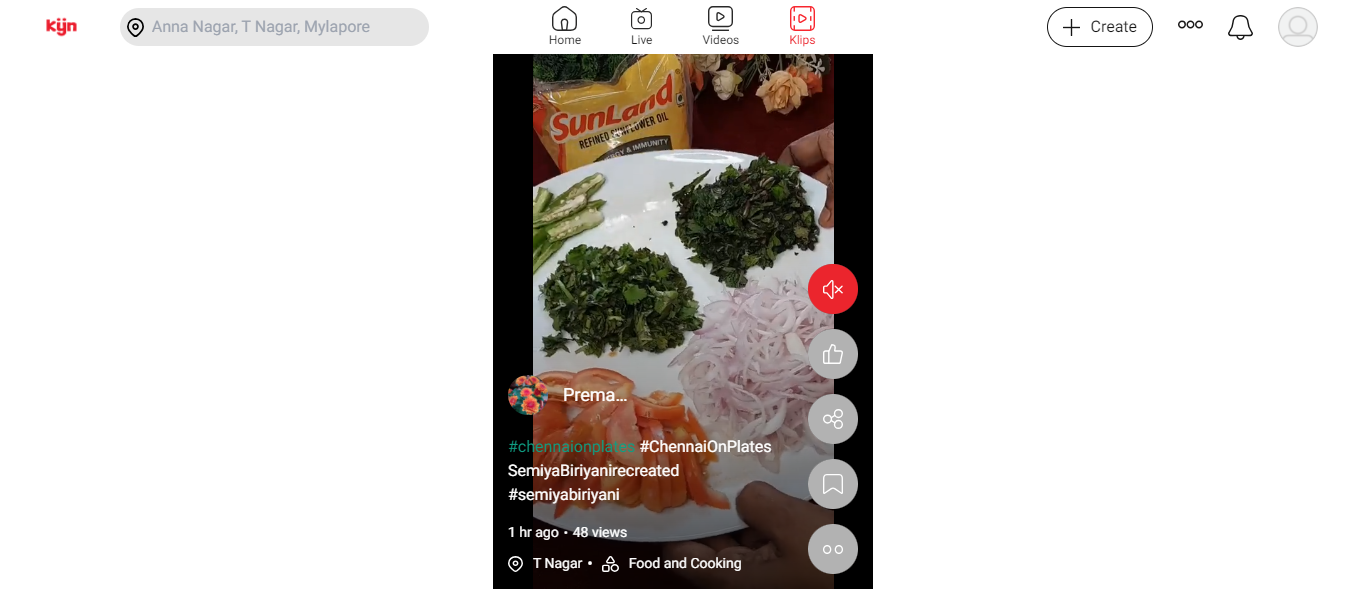 kyn
Anna Nagar, T Nagar, Mylapore
Home
Live
Videos
Klips
Create
SunLand
REFINED SUNFLOWER OIL
& IMMUNITY
Prema...
#chennaionplates #ChennaiOnPlates
SemiyaBiriyanirecreated
#semiyabiriyani
1 hr ago • 48 views
T Nagar •
Food and Cooking